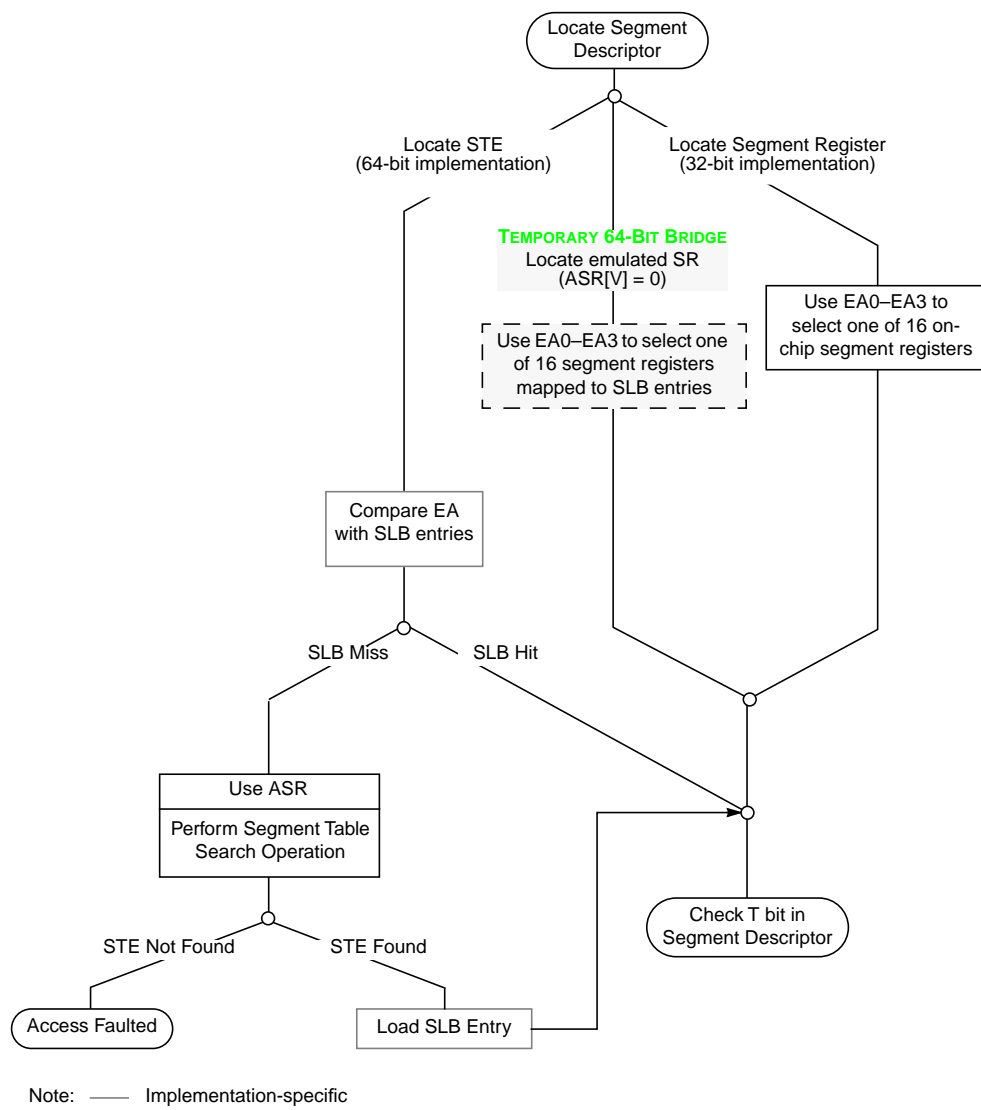 Locate Segment
Descriptor
Locate STE
(64-bit implementation)
Locate Segment Register
(32-bit implementation)
TEMPORARY 64-BIT BRIDGE
Locate emulated SR
(ASR[V] = 0)
Use EA0–EA3 to
select one of 16 on-
chip segment registers
Use EA0–EA3 to select one
of 16 segment registers
mapped to SLB entries
Compare EA
with SLB entries
SLB Miss
SLB Hit
Use ASR
Perform Segment Table
Search Operation
Check T bit in
Segment Descriptor
STE Not Found
STE Found
Access Faulted
Load SLB Entry
Note: Implementation-specific